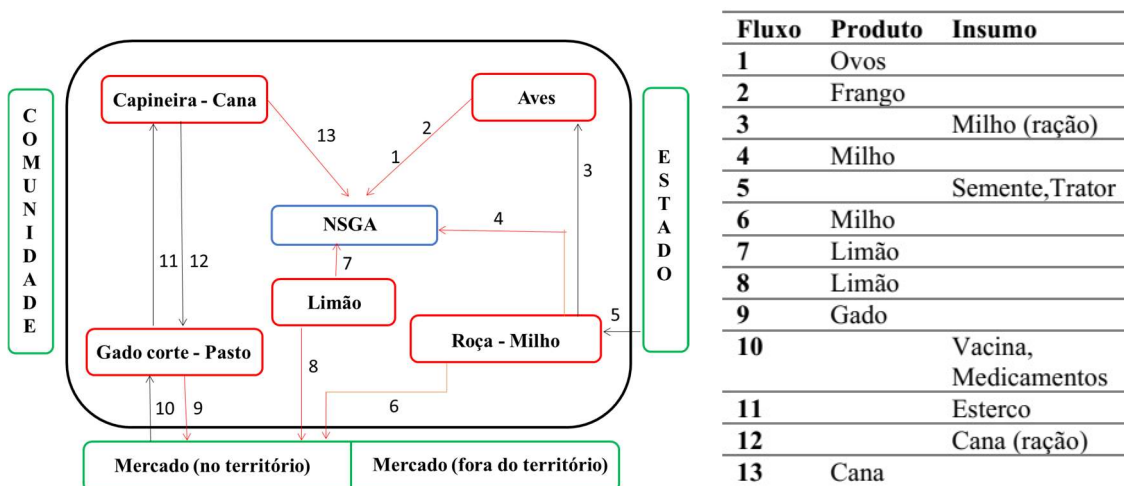 COMUNIDADE
Capineira - Cana
Aves
13
2
1
3
NSGA
4
11
12
7
Limão
5
Gado corte - Pasto
Roça - Milho
8
10
9
6
Mercado (no território)
Mercado (fora do território)
ESTADO
Fluxo Produto Insumo
1 Ovos
2 Frango
3 Milho (ração)
4 Milho
5 Semente,Trator
6 Milho
7 Limão
8 Limão
9 Gado
10 Vacina,
Medicamentos
11 Esterco
12 Cana (ração)
13 Cana